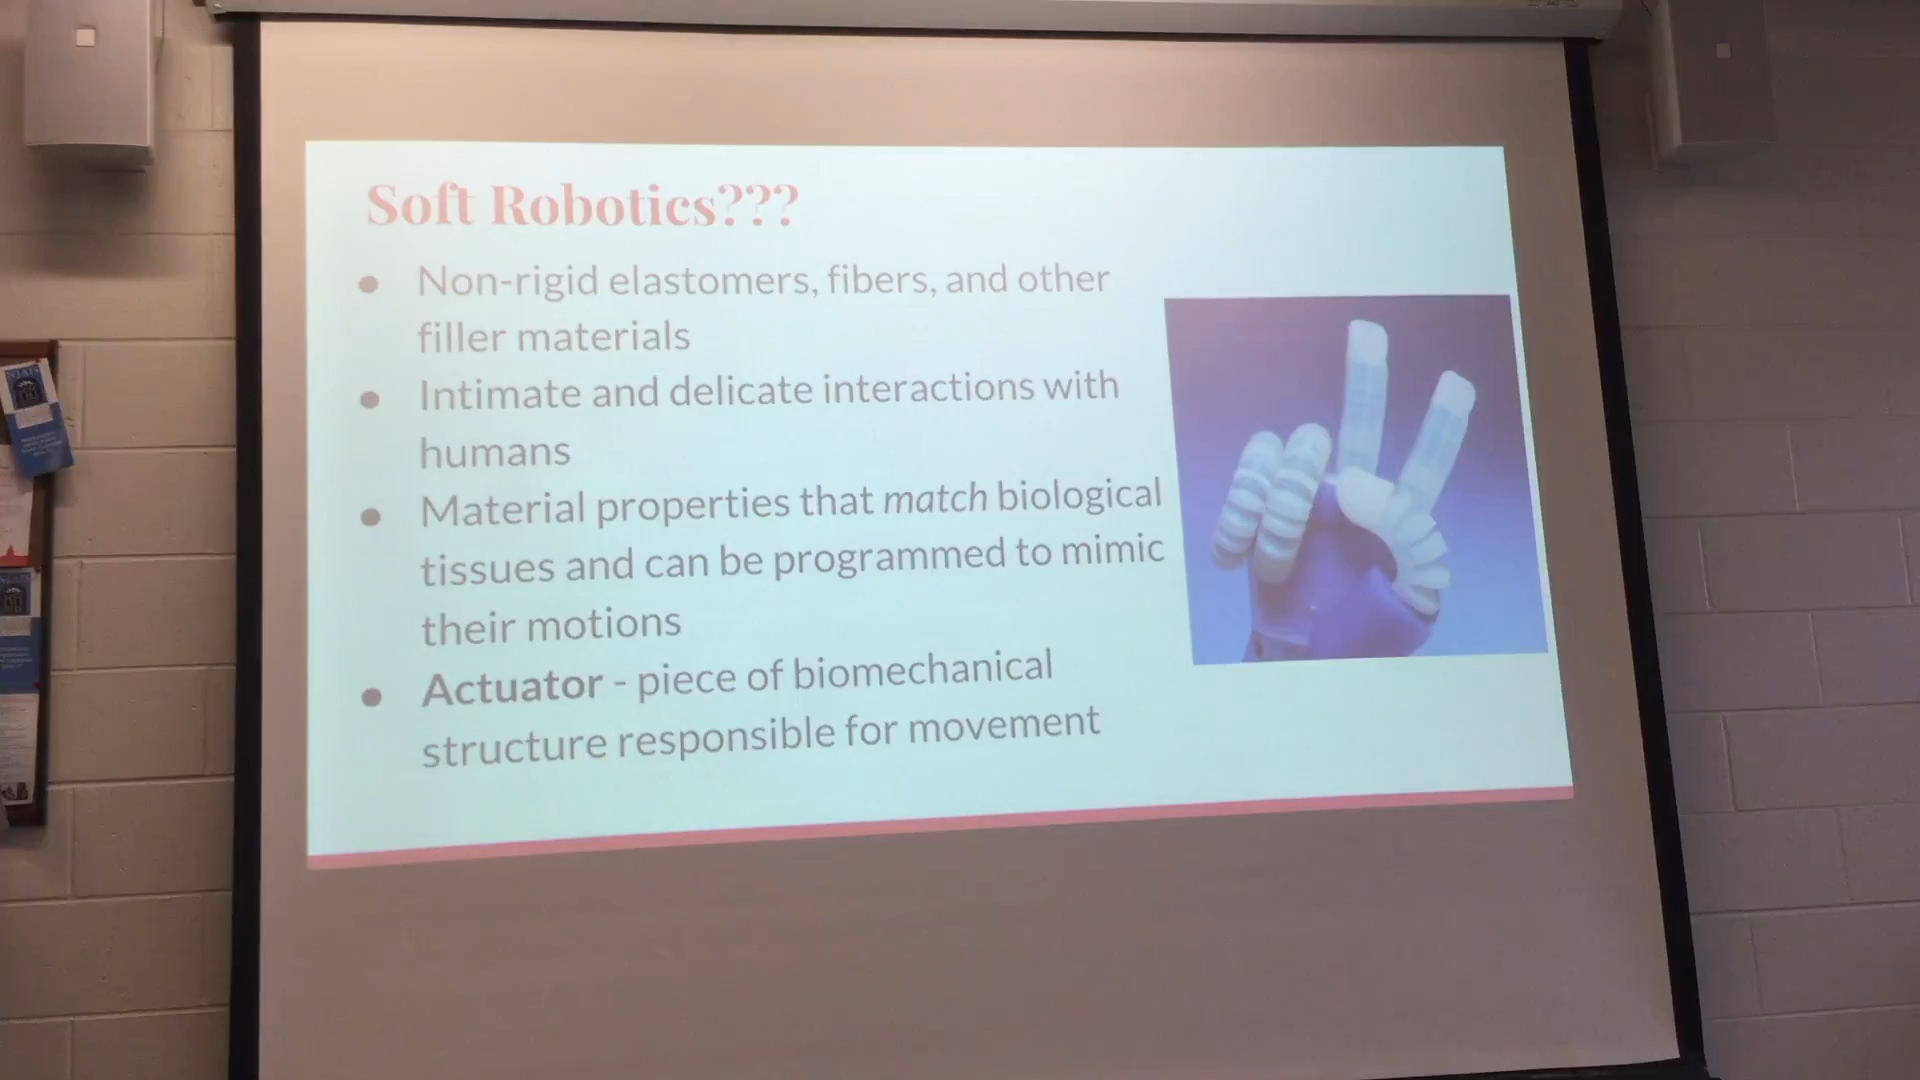 Soft Robotics???
● Non-rigid elastomers, fibers, and other
filler materials
● Intimate and delicate interactions with
humans
● Material properties that match biological
tissues and can be programmed to mimic
their motions
● Actuator - piece of biomechanical
structure responsible for movement
NJAIS